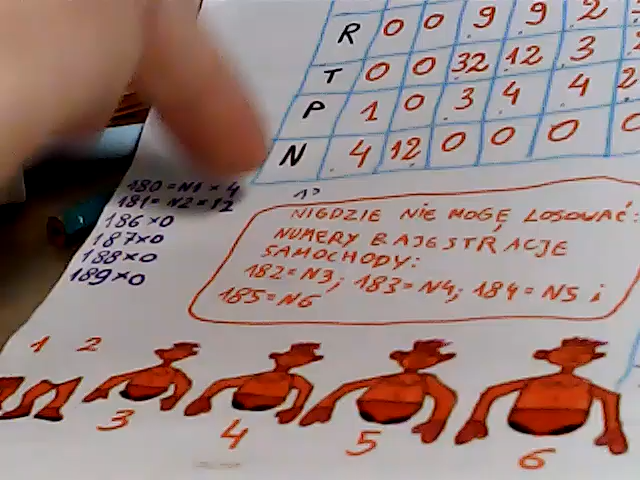 R 0 0 .9 .9 2
T 0 0 .32 .12 .3
P 1 0 .3 .4 .4 2
N .4 12 0 0 0 0
180 = N1 × 4
181 = N2 = 12
186 × 0
187 × 0
188 × 0
189 × 0
NIGDZIE NIE MOGĘ LOSOWAĆ:
NUMERY RAJESTRACJE
SAMOCHODY:
182 = N3; 183 = N4; 184 = N5 i
185 = N6
1 2
3 4 5 6